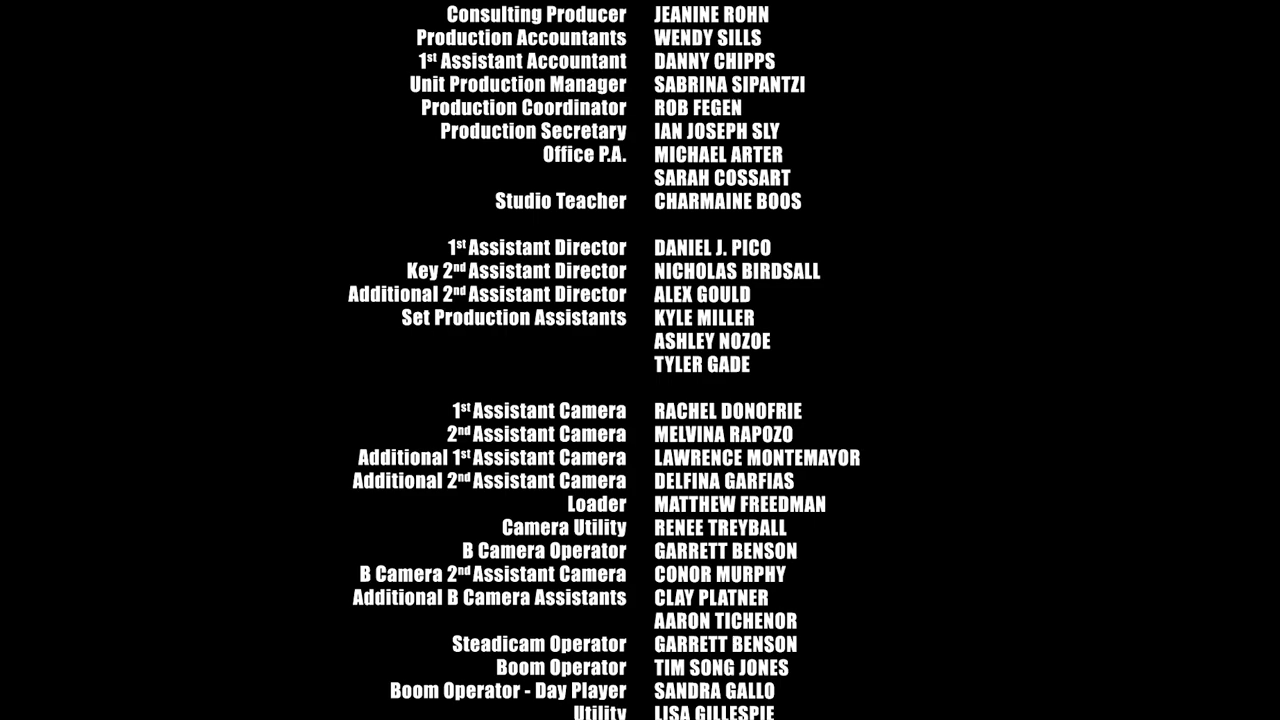 Consulting Producer JEANINE ROHN
Production Accountants WENDY SILLS
1st Assistant Accountant DANNY CHIPPS
Unit Production Manager SABRINA SIPANTZI
Production Coordinator ROB FEGEN
Production Secretary IAN JOSEPH SLY
Office P.A. MICHAEL ARTER
SARAH COSSART
Studio Teacher CHARMAINE BOOS
1st Assistant Director DANIEL J. PICO
Key 2nd Assistant Director NICHOLAS BIRDSALL
Additional 2nd Assistant Director ALEX GOULD
Set Production Assistants KYLE MILLER
ASHLEY NOZOE
TYLER GADE
1st Assistant Camera RACHEL DONOFRIE
2nd Assistant Camera MELVINA RAPOZO
Additional 1st Assistant Camera LAWRENCE MONTEMAYOR
Additional 2nd Assistant Camera DELFINA GARFIAS
Loader MATTHEW FREEDMAN
Camera Utility RENEE TREYBALL
B Camera Operator GARRETT BENSON
B Camera 2nd Assistant Camera CONOR MURPHY
Additional B Camera Assistants CLAY PLATNER
AARON TICHENOR
Steadicam Operator GARRETT BENSON
Boom Operator TIM SONG JONES
Boom Operator - Day Player SANDRA GALLO
Utility LISA GILLESPIE